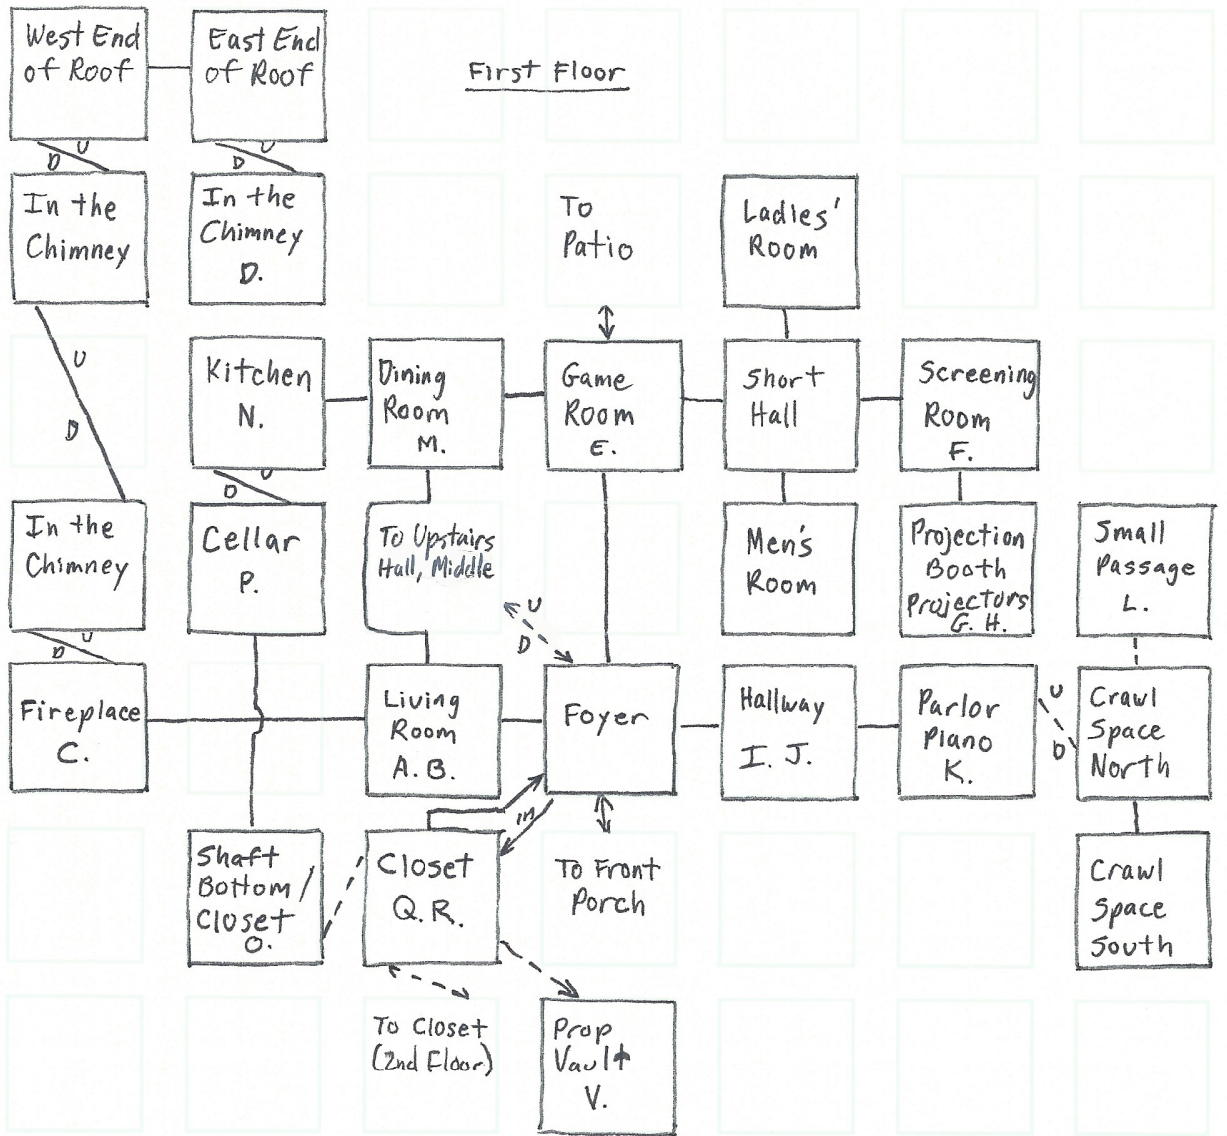 First Floor
West End
of Roof
East End
of Roof
U
D
U
D
In the
Chimney
In the
Chimney
D.
To
Patio
Ladies'
Room
U
D
Kitchen
N.
Dining
Room
M.
Game
Room
E.
Short
Hall
Screening
Room
F.
U
D
In the
Chimney
Cellar
P.
To Upstairs
Hall, Middle
Men's
Room
Projection
Booth
Projectors
G. H.
Small
Passage
L.
U
D
U
D
Fireplace
C.
Living
Room
A. B.
Foyer
Hallway
I. J.
Parlor
Piano
K.
U
D
Crawl
Space
North
IN
Shaft
Bottom/
Closet
O.
Closet
Q. R.
To Front
Porch
Crawl
Space
South
To Closet
(2nd Floor)
Prop
Vault
V.